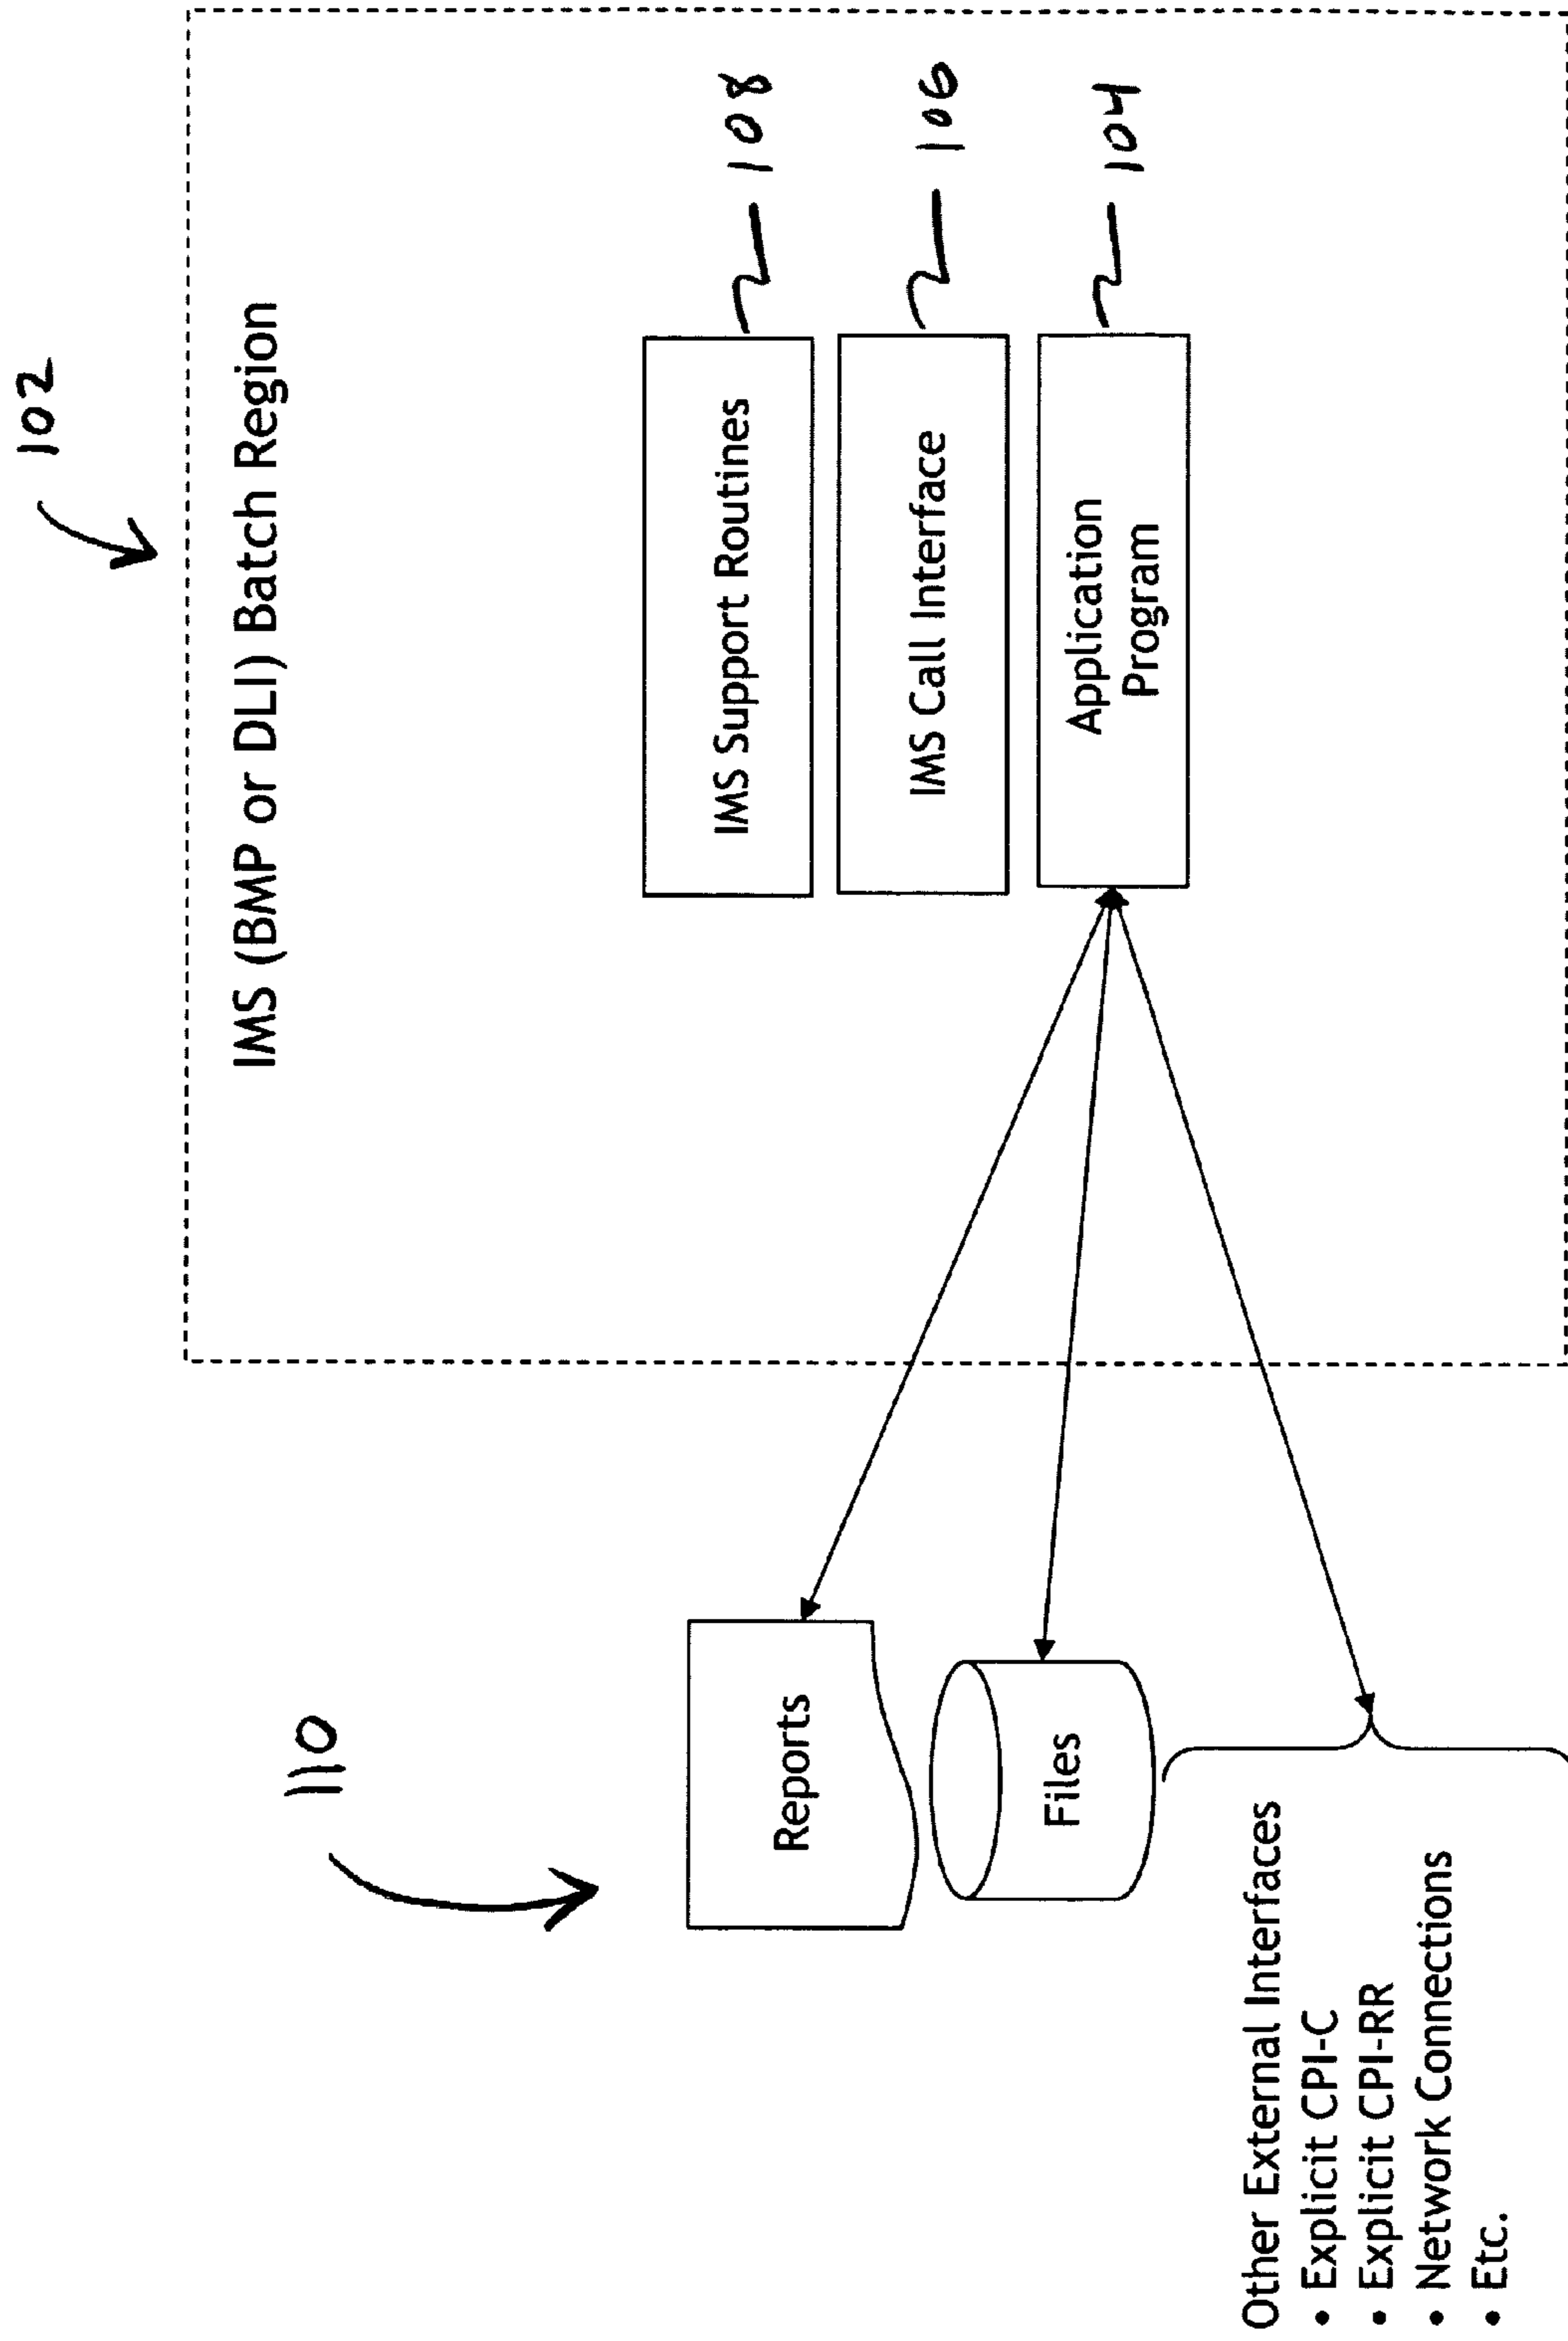 102
IMS (BMP or DLI) Batch Region
110
Reports
IMS Support Routines
108
Files
IMS Call Interface
106
Application
Program
104
Other External Interfaces
• Explicit CPI-C
• Explicit CPI-RR
• Network Connections
• Etc.